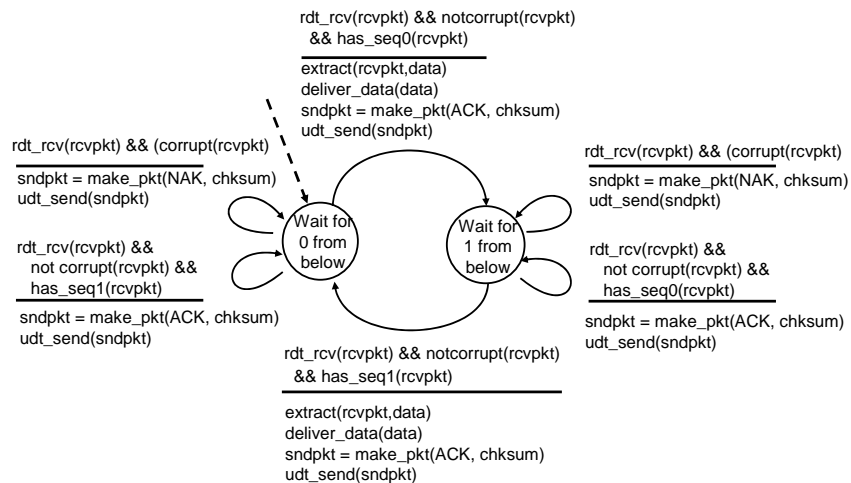 rdt_rcv(rcvpkt) && notcorrupt(rcvpkt)
&& has_seq0(rcvpkt)
extract(rcvpkt,data)
deliver_data(data)
sndpkt = make_pkt(ACK, chksum)
udt_send(sndpkt)
rdt_rcv(rcvpkt) && (corrupt(rcvpkt)
sndpkt = make_pkt(NAK, chksum)
udt_send(sndpkt)
rdt_rcv(rcvpkt) &&
not corrupt(rcvpkt) &&
has_seq1(rcvpkt)
sndpkt = make_pkt(ACK, chksum)
udt_send(sndpkt)
Wait for
0 from
below
Wait for
1 from
below
rdt_rcv(rcvpkt) && (corrupt(rcvpkt)
sndpkt = make_pkt(NAK, chksum)
udt_send(sndpkt)
rdt_rcv(rcvpkt) &&
not corrupt(rcvpkt) &&
has_seq0(rcvpkt)
sndpkt = make_pkt(ACK, chksum)
udt_send(sndpkt)
rdt_rcv(rcvpkt) && notcorrupt(rcvpkt)
&& has_seq1(rcvpkt)
extract(rcvpkt,data)
deliver_data(data)
sndpkt = make_pkt(ACK, chksum)
udt_send(sndpkt)